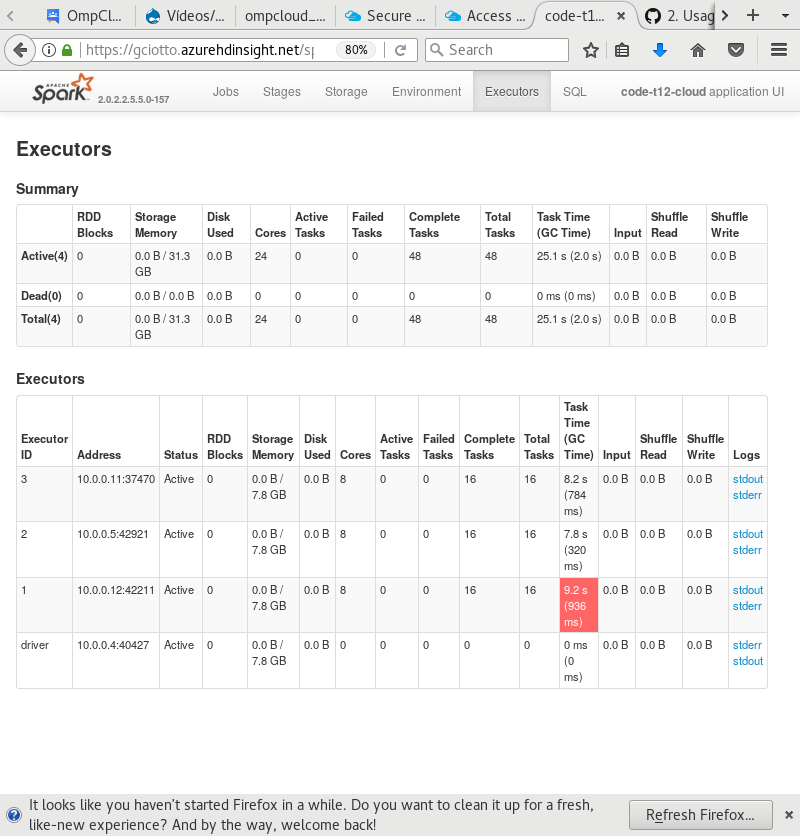 OmpCl...
Vídeos/...
ompcloud_...
Secure ...
Access ...
code-t1...
2. Usag
https://gciotto.azurehdinsight.net/sp
80%
Search
APACHE
Spark
2.0.2.2.5.5.0-157
Jobs Stages Storage Environment Executors SQL code-t12-cloud application UI
Executors
Summary
RDD Blocks Storage Memory Disk Used Cores Active Tasks Failed Tasks Complete Tasks Total Tasks Task Time (GC Time) Input Shuffle Read Shuffle Write
Active(4) 0 0.0 B / 31.3 GB 0.0 B 24 0 0 48 48 25.1 s (2.0 s) 0.0 B 0.0 B 0.0 B
Dead(0) 0 0.0 B / 0.0 B 0.0 B 0 0 0 0 0 0 ms (0 ms) 0.0 B 0.0 B 0.0 B
Total(4) 0 0.0 B / 31.3 GB 0.0 B 24 0 0 48 48 25.1 s (2.0 s) 0.0 B 0.0 B 0.0 B
Executors
Executor ID Address Status RDD Blocks Storage Memory Disk Used Cores Active Tasks Failed Tasks Complete Tasks Total Tasks Task Time (GC Time) Input Shuffle Read Shuffle Write Logs
3 10.0.0.11:37470 Active 0 0.0 B / 7.8 GB 0.0 B 8 0 0 16 16 8.2 s (784 ms) 0.0 B 0.0 B 0.0 B stdout stderr
2 10.0.0.5:42921 Active 0 0.0 B / 7.8 GB 0.0 B 8 0 0 16 16 7.8 s (320 ms) 0.0 B 0.0 B 0.0 B stdout stderr
1 10.0.0.12:42211 Active 0 0.0 B / 7.8 GB 0.0 B 8 0 0 16 16 9.2 s (936 ms) 0.0 B 0.0 B 0.0 B stdout stderr
driver 10.0.0.4:40427 Active 0 0.0 B / 7.8 GB 0.0 B 0 0 0 0 0 0 ms (0 ms) 0.0 B 0.0 B 0.0 B stderr stdout
It looks like you haven't started Firefox in a while. Do you want to clean it up for a fresh,
like-new experience? And by the way, welcome back!
Refresh Firefox...